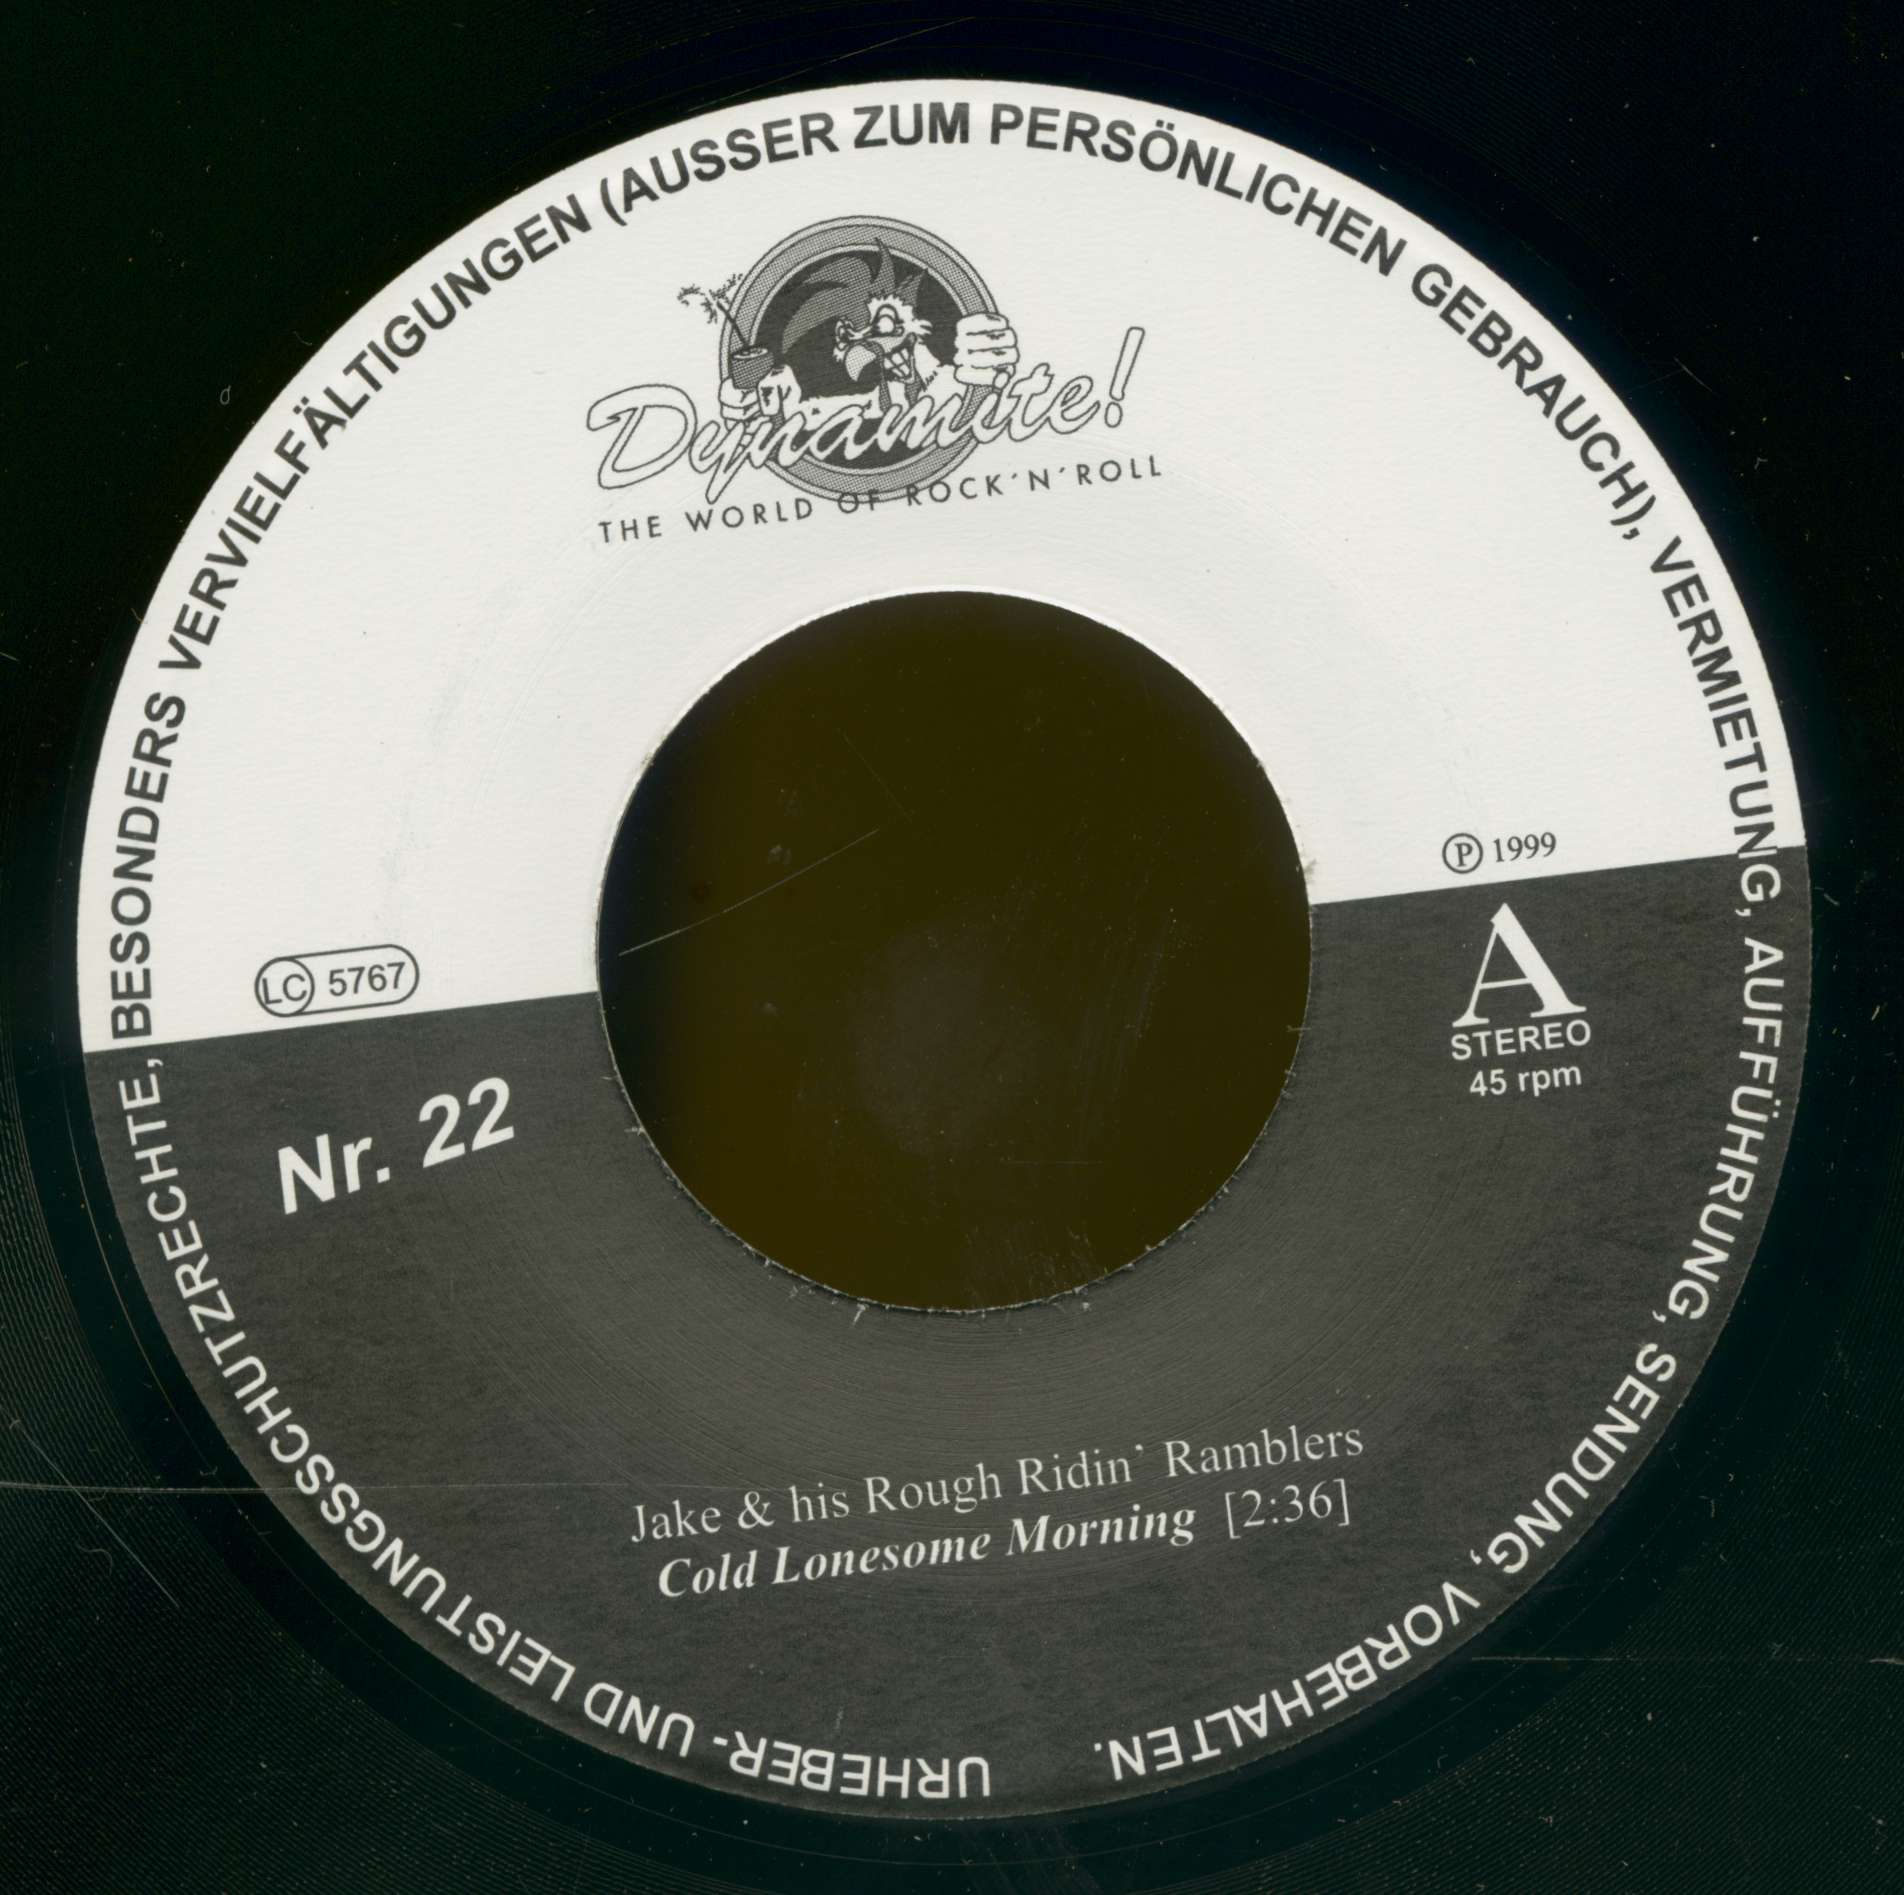 URHEBER- UND LEISTUNGSSCHUTZRECHTE, BESONDERS VERVIELFÄLTIGUNGEN (AUSSER ZUM PERSÖNLICHEN GEBRAUCH), VERMIETUNG, AUFFÜHRUNG, SENDUNG, VORBEHALTEN.
Dynamite!
THE WORLD OF ROCK'N'ROLL
Ⓟ 1999
LC 5767
A
STEREO
45 rpm
Nr. 22
Jake & his Rough Ridin' Ramblers
Cold Lonesome Morning [2:36]